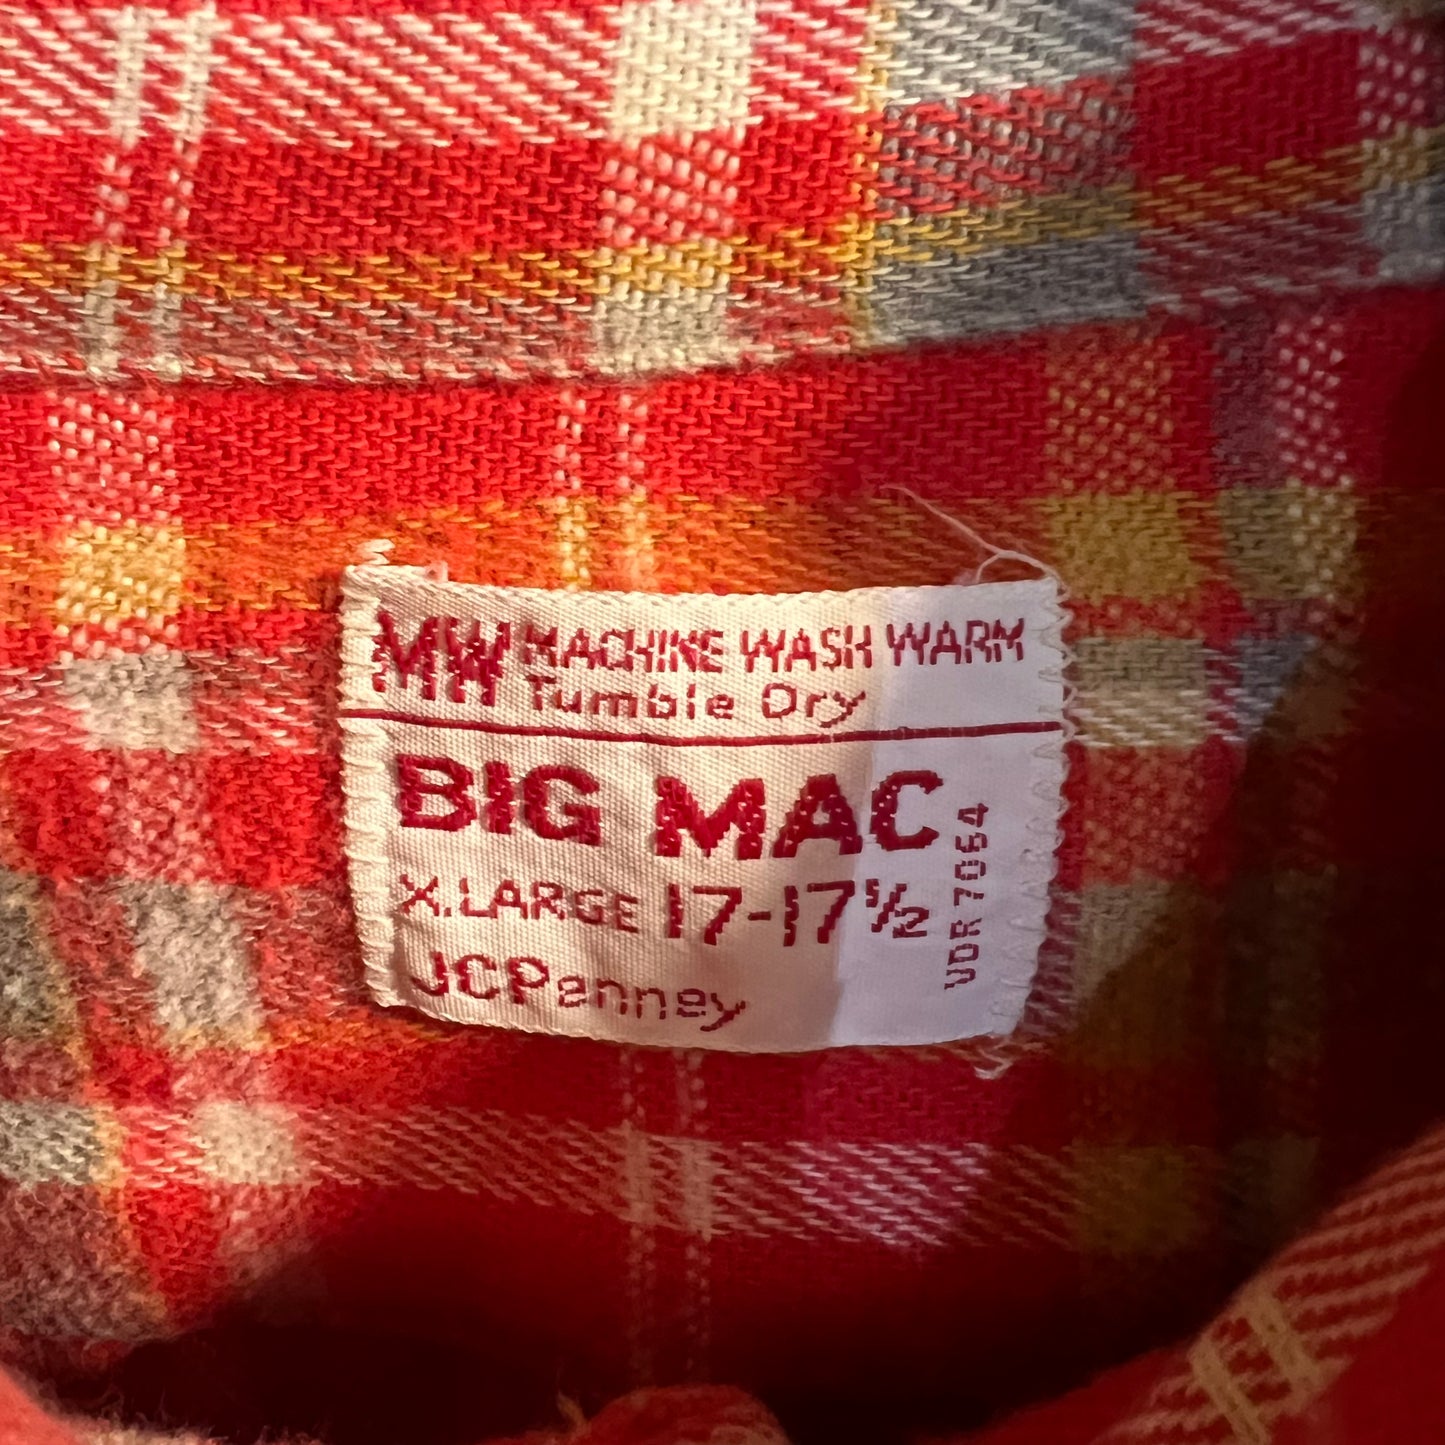 MW MACHINE WASH WARM
Tumble Dry
BIG MAC
X.LARGE 17-17½
JCPenney
VDR 7064